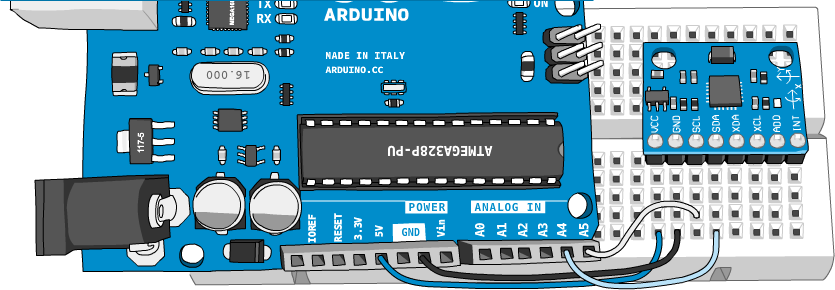 TX
RX
ON
ARDUINO
MADE IN ITALY
ARDUINO.CC
16.000
117-5
ATMEGA328P-PU
VCC
GND
SCL
SDA
XDA
XCL
ADD
INT
X
POWER
ANALOG IN
IOREF
RESET
3.3V
5V
GND
Vin
A0
A1
A2
A3
A4
A5